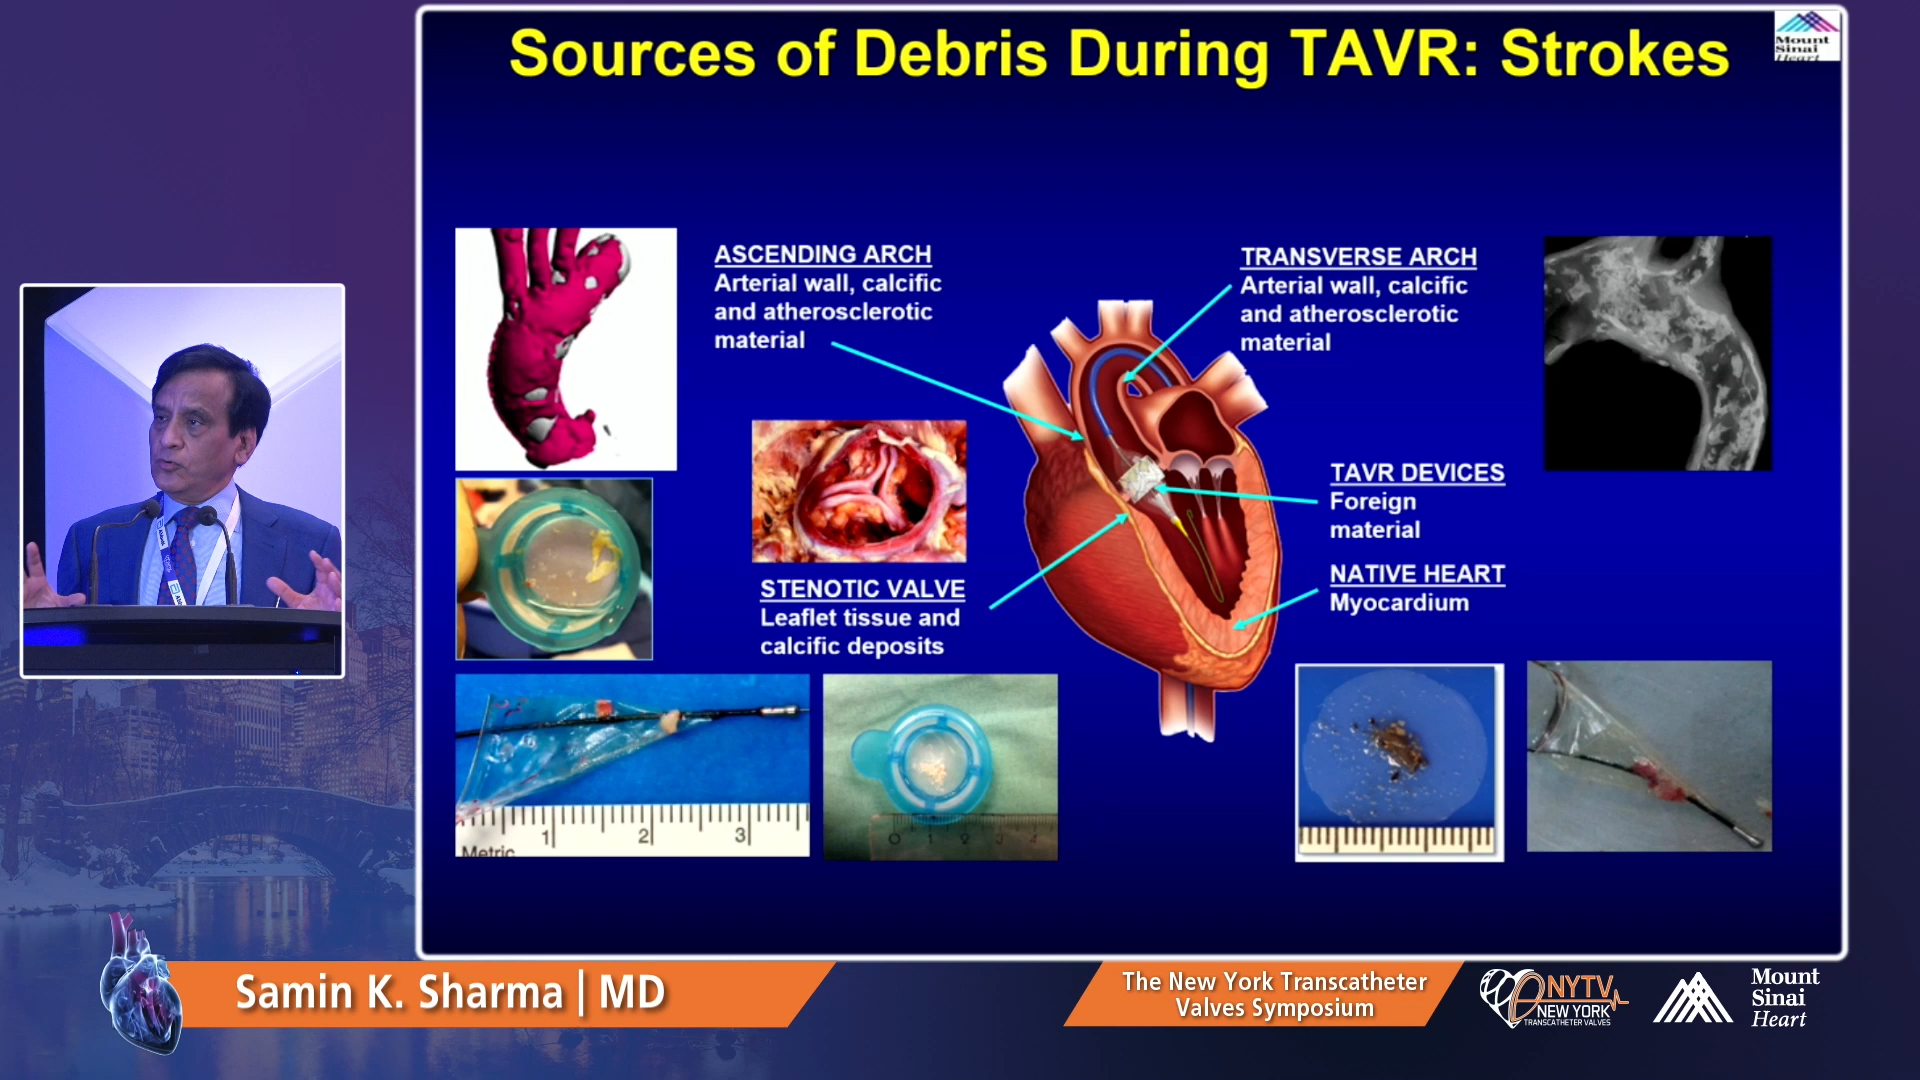 Sources of Debris During TAVR: Strokes
Mount
Sinai
Heart
ASCENDING ARCH
Arterial wall, calcific
and atherosclerotic
material
TRANSVERSE ARCH
Arterial wall, calcific
and atherosclerotic
material
TAVR DEVICES
Foreign
material
STENOTIC VALVE
Leaflet tissue and
calcific deposits
NATIVE HEART
Myocardium
1 2 3
Metric
0 1 2 3 4
Samin K. Sharma | MD
The New York Transcatheter
Valves Symposium
NYTV
NEW YORK
TRANSCATHETER VALVES
Mount
Sinai
Heart